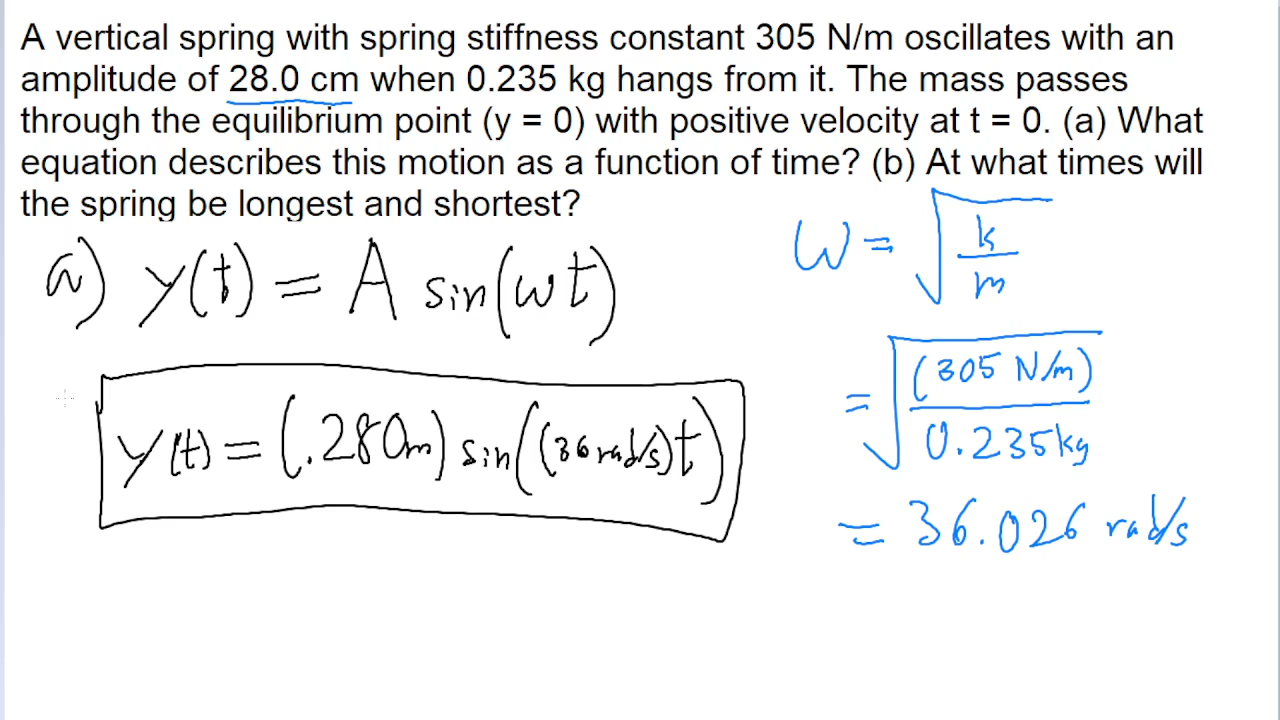 A vertical spring with spring stiffness constant 305 N/m oscillates with an
amplitude of 28.0 cm when 0.235 kg hangs from it. The mass passes
through the equilibrium point (y = 0) with positive velocity at t = 0. (a) What
equation describes this motion as a function of time? (b) At what times will
the spring be longest and shortest?
a) y(t) = A sin(ωt)
y(t) = (.280m) sin((36 rad/s)t)
ω = √(k/m)
= √((305 N/m)/0.235kg)
= 36.026 rad/s